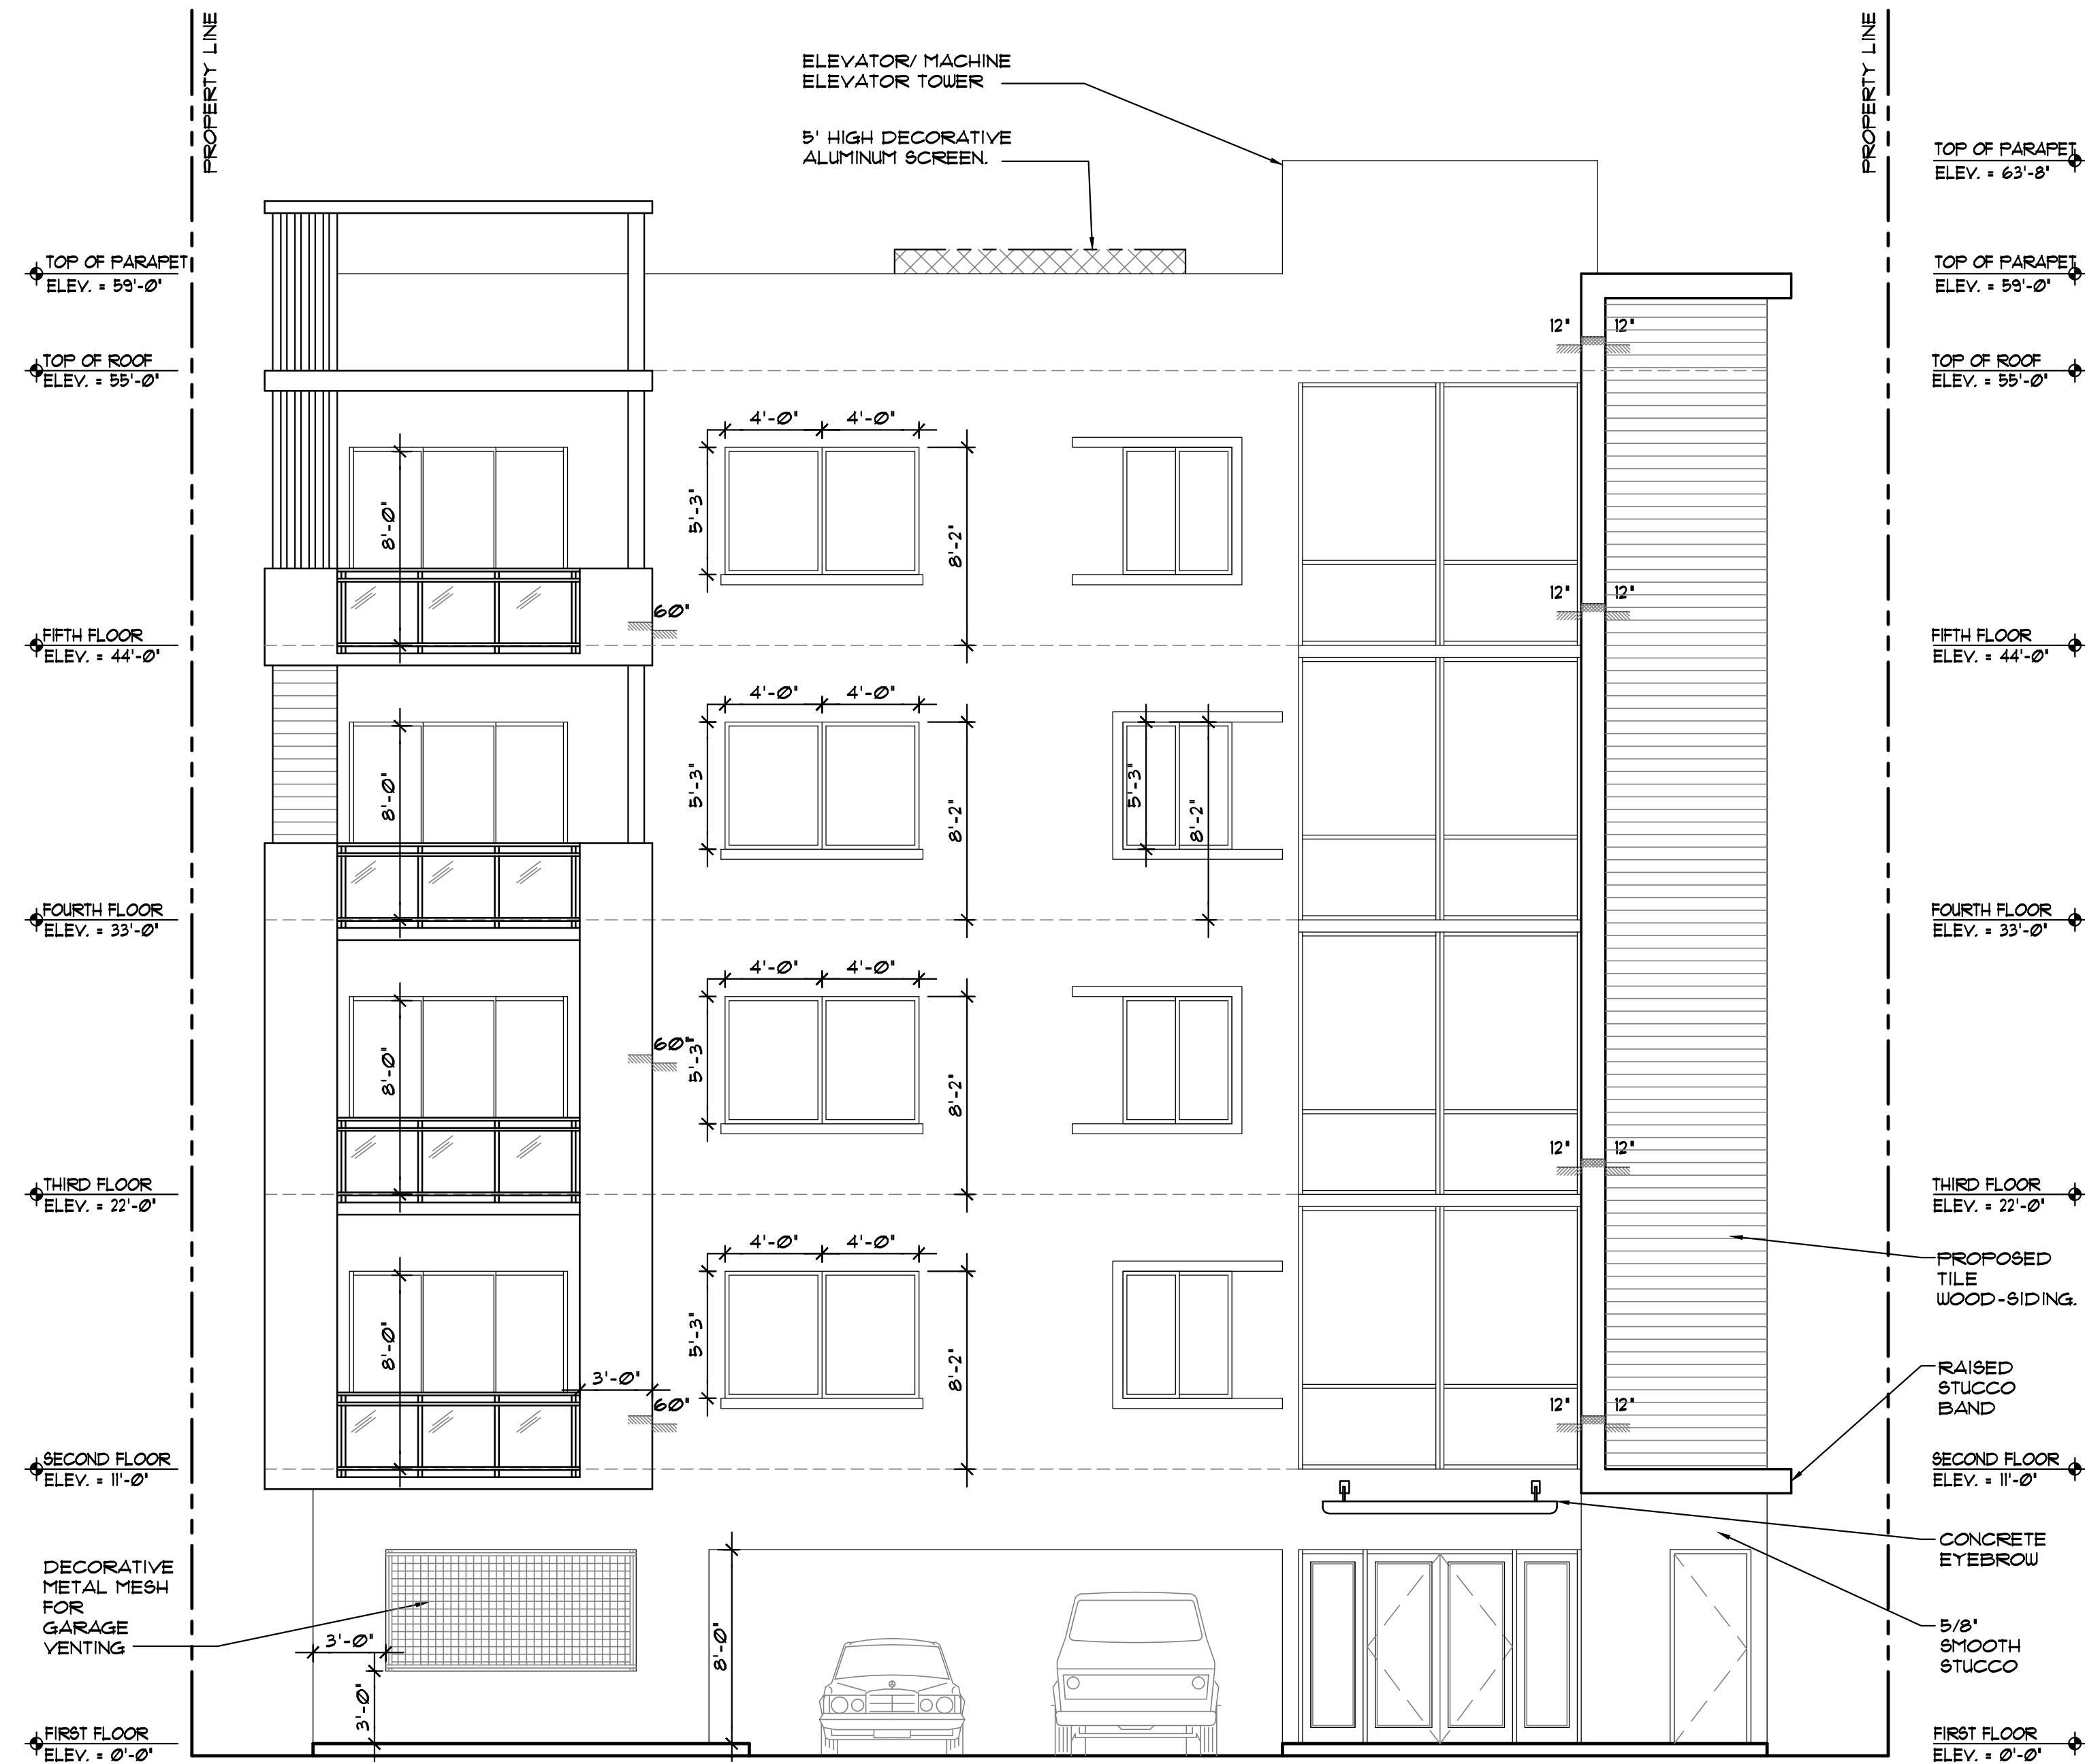 PROPERTY LINE
PROPERTY LINE
ELEVATOR/ MACHINE
ELEVATOR TOWER
5' HIGH DECORATIVE
ALUMINUM SCREEN.
TOP OF PARAPET
ELEV. = 63'-8"
TOP OF PARAPET
ELEV. = 59'-0"
TOP OF PARAPET
ELEV. = 59'-0"
12" 12"
TOP OF ROOF
ELEV. = 55'-0"
TOP OF ROOF
ELEV. = 55'-0"
4'-0" 4'-0"
8'-0"
5'-3"
8'-2"
12" 12"
60"
FIFTH FLOOR
ELEV. = 44'-0"
FIFTH FLOOR
ELEV. = 44'-0"
4'-0" 4'-0"
8'-0"
5'-3"
8'-2"
5'-3"
8'-2"
FOURTH FLOOR
ELEV. = 33'-0"
FOURTH FLOOR
ELEV. = 33'-0"
4'-0" 4'-0"
60"
8'-0"
5'-3"
8'-2"
12" 12"
THIRD FLOOR
ELEV. = 22'-0"
THIRD FLOOR
ELEV. = 22'-0"
4'-0" 4'-0"
PROPOSED
TILE
WOOD-SIDING.
8'-0"
5'-3"
8'-2"
3'-0"
RAISED
STUCCO
BAND
60"
12" 12"
SECOND FLOOR
ELEV. = 11'-0"
SECOND FLOOR
ELEV. = 11'-0"
CONCRETE
EYEBROW
DECORATIVE
METAL MESH
FOR
GARAGE
VENTING
3'-0"
8'-0"
5/8"
SMOOTH
STUCCO
3'-0"
FIRST FLOOR
ELEV. = 0'-0"
FIRST FLOOR
ELEV. = 0'-0"